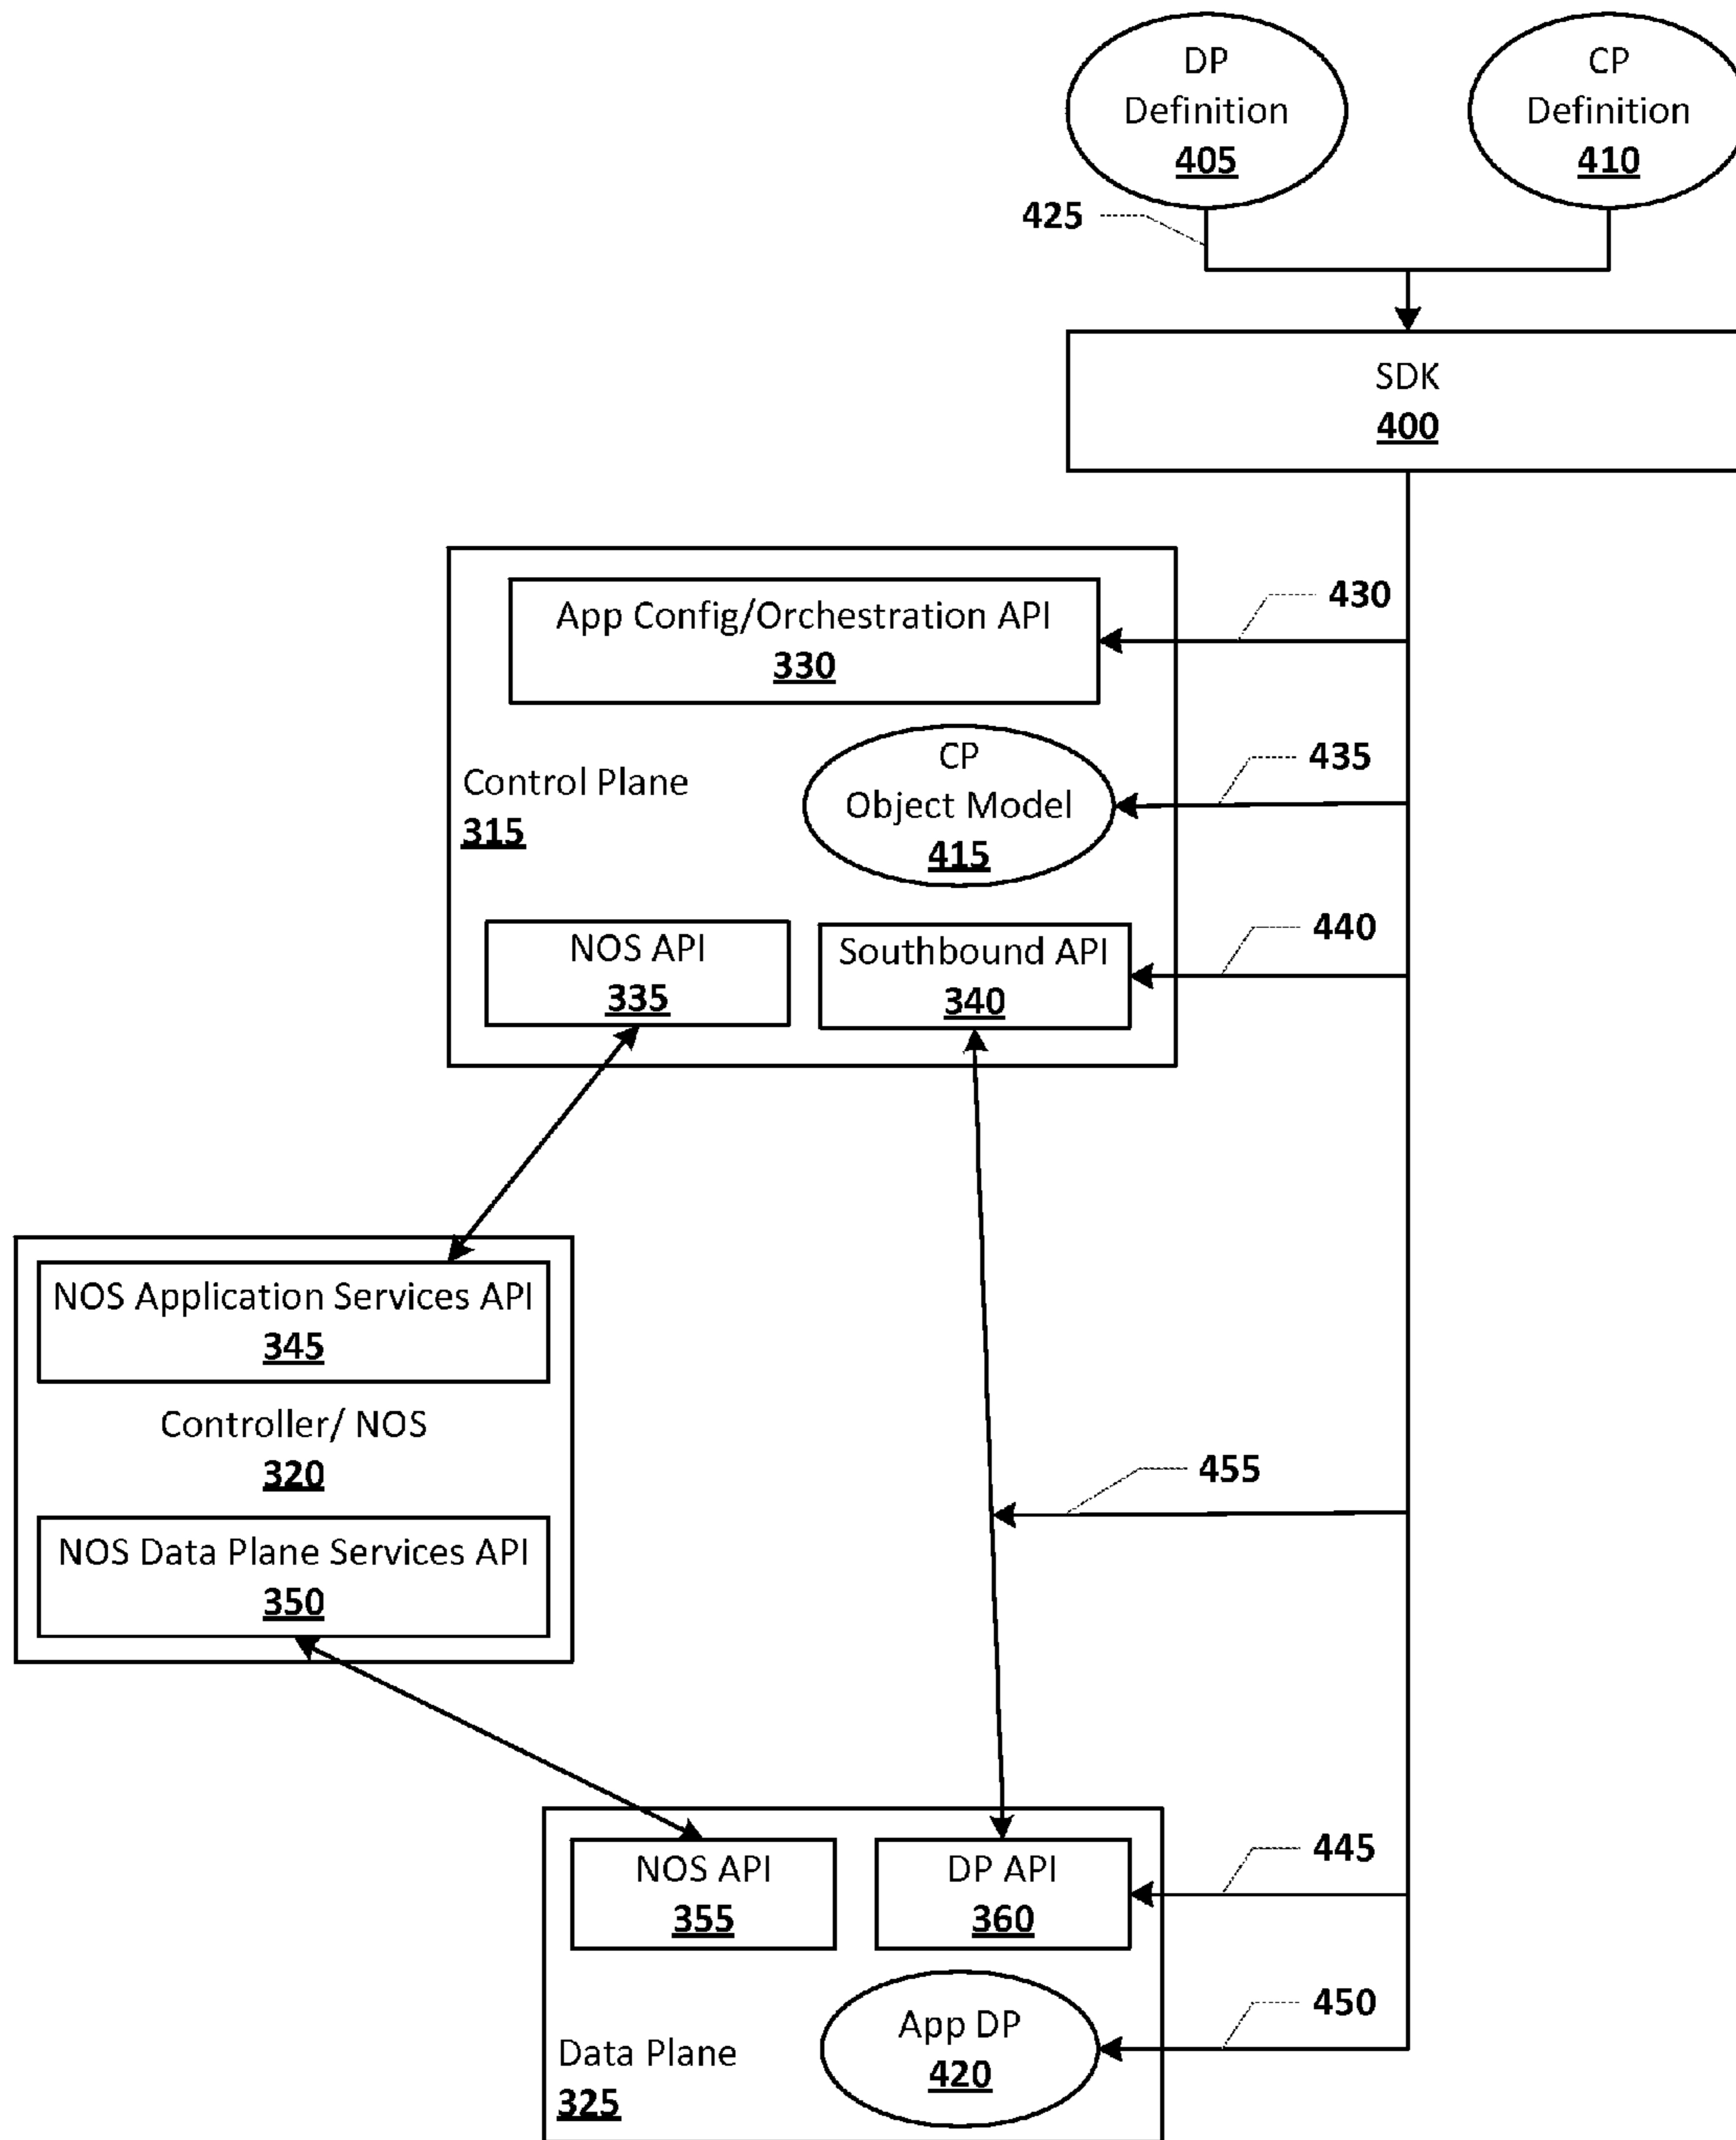 DP
Definition
405
CP
Definition
410
425
SDK
400
App Config/Orchestration API
330
430
CP
Object Model
415
435
Control Plane
315
NOS API
335
Southbound API
340
440
NOS Application Services API
345
Controller/ NOS
320
455
NOS Data Plane Services API
350
NOS API
355
DP API
360
445
App DP
420
450
Data Plane
325